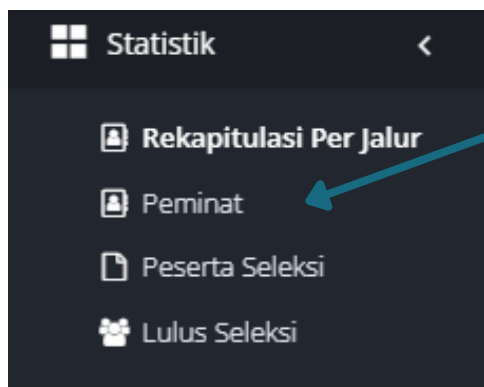 Statistik
Rekapitulasi Per Jalur
Peminat
Peserta Seleksi
Lulus Seleksi